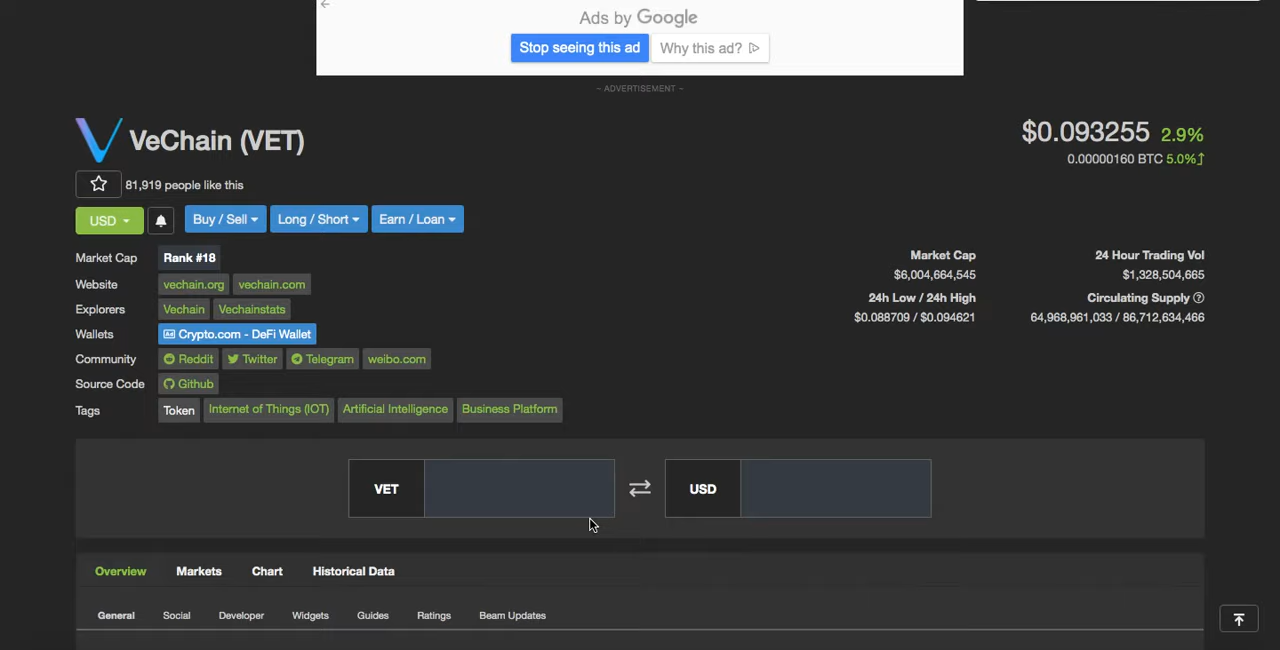 Ads by Google
Stop seeing this ad
Why this ad?
~ ADVERTISEMENT ~
VeChain (VET)
$0.093255 2.9%
0.00000160 BTC 5.0%
81,919 people like this
USD
Buy / Sell
Long / Short
Earn / Loan
Market Cap Rank #18
Website vechain.org vechain.com
Explorers Vechain Vechainstats
Wallets Ad Crypto.com - DeFi Wallet
Community Reddit Twitter Telegram weibo.com
Source Code Github
Tags Token Internet of Things (IOT) Artificial Intelligence Business Platform
Market Cap
$6,004,664,545
24 Hour Trading Vol
$1,328,504,665
24h Low / 24h High
$0.088709 / $0.094621
Circulating Supply ?
64,968,961,033 / 86,712,634,466
VET
USD
Overview Markets Chart Historical Data
General Social Developer Widgets Guides Ratings Beam Updates